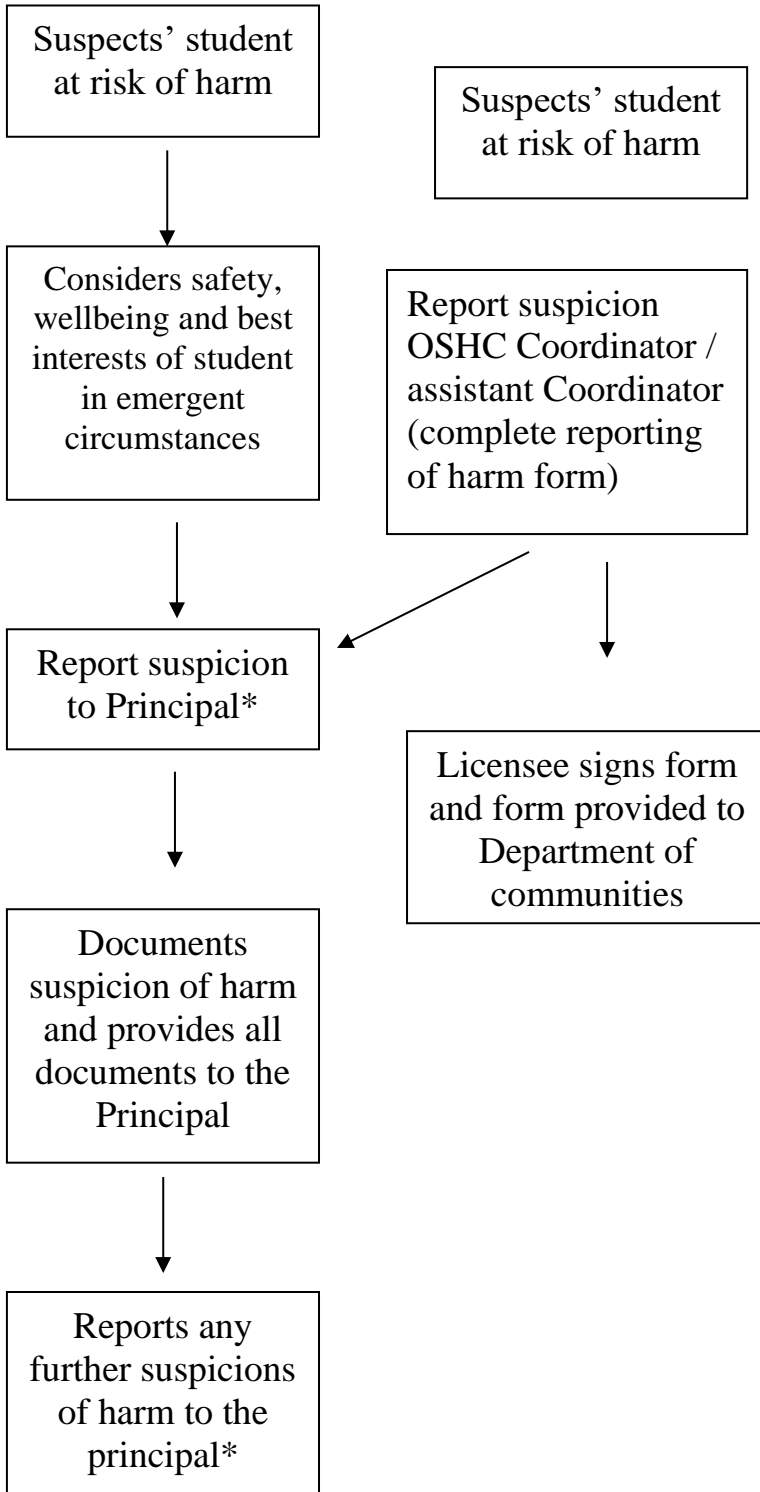 Suspects’ student
at risk of harm
Suspects’ student
at risk of harm
Considers safety,
wellbeing and best
interests of student
in emergent
circumstances
Report suspicion
OSHC Coordinator /
assistant Coordinator
(complete reporting
of harm form)
Report suspicion
to Principal*
Licensee signs form
and form provided to
Department of
communities
Documents
suspicion of harm
and provides all
documents to the
Principal
Reports any
further suspicions
of harm to the
principal*